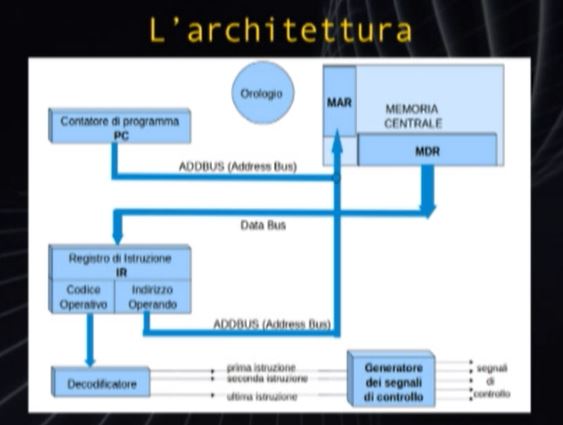 L'architettura
Orologio
MAR
MEMORIA
CENTRALE
MDR
Contatore di programma
PC
ADDBUS (Address Bus)
Data Bus
Registro di Istruzione
IR
Codice
Operativo
Indirizzo
Operando
ADDBUS (Address Bus)
Decodificatore
prima istruzione
seconda istruzione
ultima istruzione
Generatore
dei segnali
di controllo
segnali
di
controllo